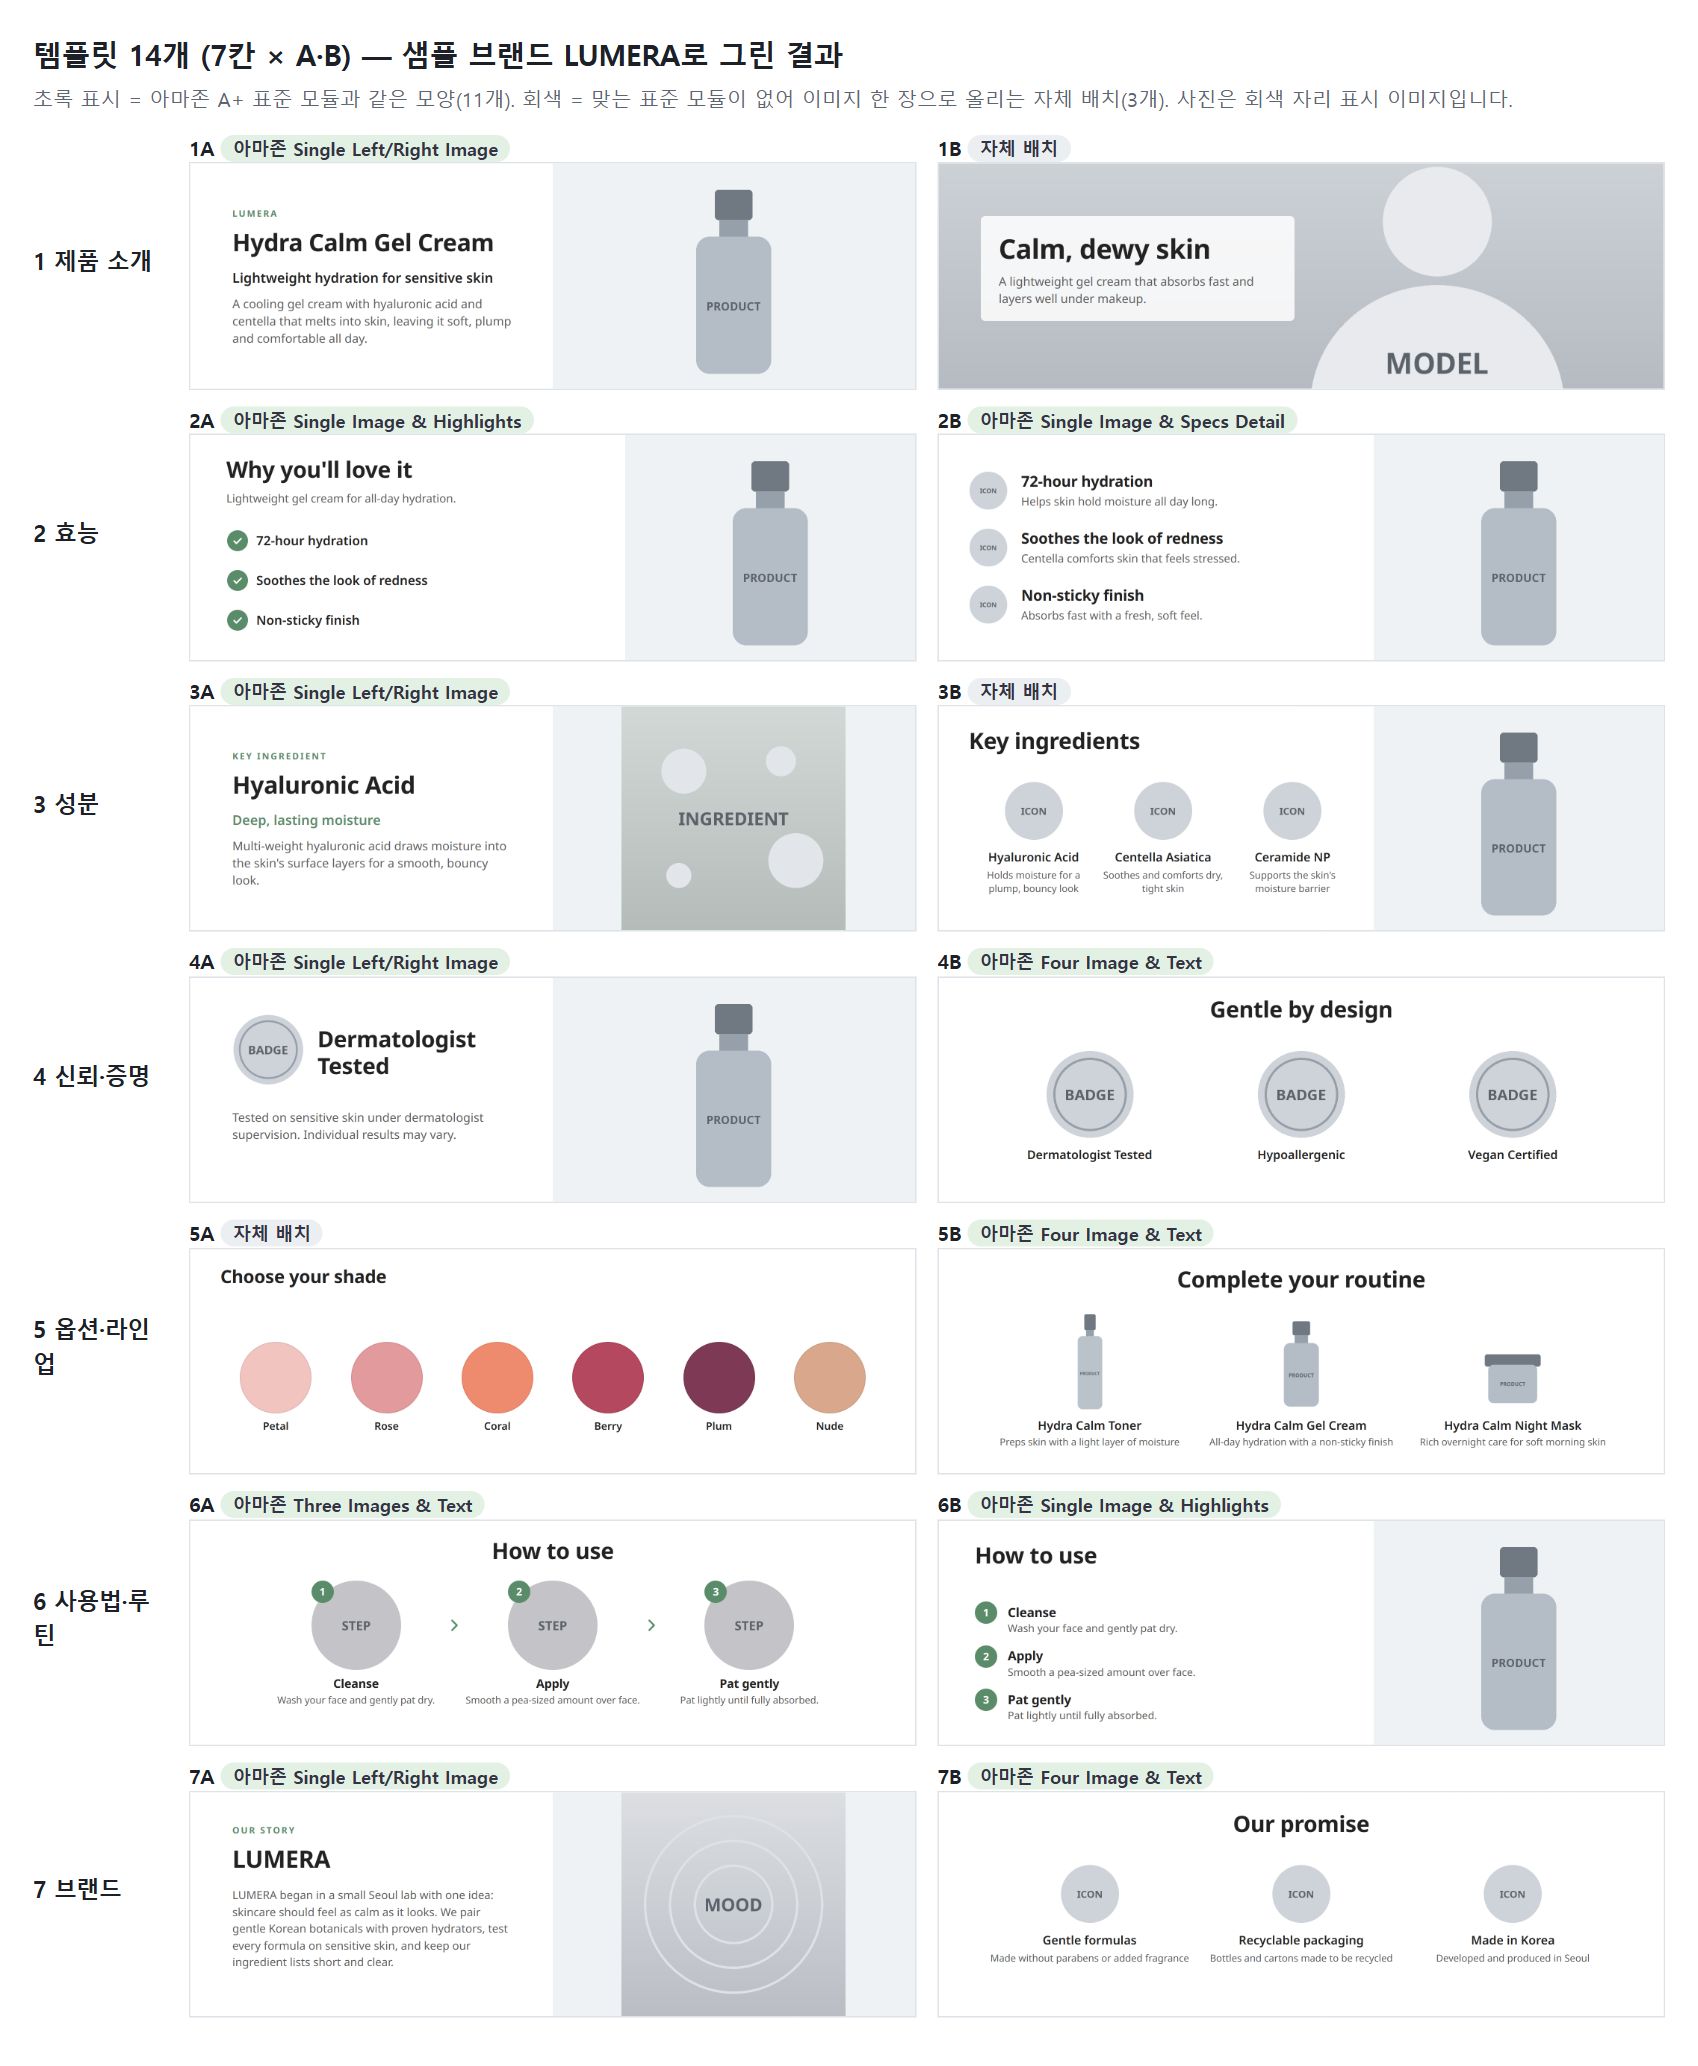 템플릿 14개 (7칸 × A·B) — 샘플 브랜드 LUMERA로 그린 결과
초록 표시 = 아마존 A+ 표준 모듈과 같은 모양(11개). 회색 = 맞는 표준 모듈이 없어 이미지 한 장으로 올리는 자체 배치(3개). 사진은 회색 자리 표시 이미지입니다.
1 제품 소개
1A 아마존 Single Left/Right Image
LUMERA
Hydra Calm Gel Cream
Lightweight hydration for sensitive skin
A cooling gel cream with hyaluronic acid and
centella that melts into skin, leaving it soft, plump
and comfortable all day.
PRODUCT
1B 자체 배치
Calm, dewy skin
A lightweight gel cream that absorbs fast and
layers well under makeup.
MODEL
2 효능
2A 아마존 Single Image & Highlights
Why you'll love it
Lightweight gel cream for all-day hydration.
72-hour hydration
Soothes the look of redness
Non-sticky finish
PRODUCT
2B 아마존 Single Image & Specs Detail
ICON
72-hour hydration
Helps skin hold moisture all day long.
ICON
Soothes the look of redness
Centella comforts skin that feels stressed.
ICON
Non-sticky finish
Absorbs fast with a fresh, soft feel.
PRODUCT
3 성분
3A 아마존 Single Left/Right Image
KEY INGREDIENT
Hyaluronic Acid
Deep, lasting moisture
Multi-weight hyaluronic acid draws moisture into
the skin's surface layers for a smooth, bouncy
look.
INGREDIENT
3B 자체 배치
Key ingredients
ICON ICON ICON
Hyaluronic Acid Centella Asiatica Ceramide NP
Holds moisture for a Soothes and comforts dry, Supports the skin's
plump, bouncy look tight skin moisture barrier
PRODUCT
4 신뢰·증명
4A 아마존 Single Left/Right Image
BADGE
Dermatologist
Tested
Tested on sensitive skin under dermatologist
supervision. Individual results may vary.
PRODUCT
4B 아마존 Four Image & Text
Gentle by design
BADGE BADGE BADGE
Dermatologist Tested Hypoallergenic Vegan Certified
5 옵션·라인
업
5A 자체 배치
Choose your shade
Petal Rose Coral Berry Plum Nude
5B 아마존 Four Image & Text
Complete your routine
PRODUCT PRODUCT PRODUCT
Hydra Calm Toner Hydra Calm Gel Cream Hydra Calm Night Mask
Preps skin with a light layer of moisture All-day hydration with a non-sticky finish Rich overnight care for soft morning skin
6 사용법·루
틴
6A 아마존 Three Images & Text
How to use
1 2 3
STEP STEP STEP
Cleanse Apply Pat gently
Wash your face and gently pat dry. Smooth a pea-sized amount over face. Pat lightly until fully absorbed.
6B 아마존 Single Image & Highlights
How to use
1 Cleanse
Wash your face and gently pat dry.
2 Apply
Smooth a pea-sized amount over face.
3 Pat gently
Pat lightly until fully absorbed.
PRODUCT
7 브랜드
7A 아마존 Single Left/Right Image
OUR STORY
LUMERA
LUMERA began in a small Seoul lab with one idea:
skincare should feel as calm as it looks. We pair
gentle Korean botanicals with proven hydrators, test
every formula on sensitive skin, and keep our
ingredient lists short and clear.
MOOD
7B 아마존 Four Image & Text
Our promise
ICON ICON ICON
Gentle formulas Recyclable packaging Made in Korea
Made without parabens or added fragrance Bottles and cartons made to be recycled Developed and produced in Seoul